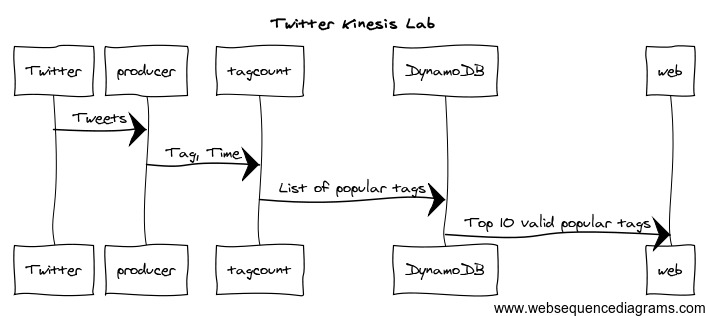 Twitter Kinesis Lab
Twitter producer tagcount DynamoDB web
Tweets
Tag, Time
List of popular tags
Top 10 valid popular tags
Twitter producer tagcount DynamoDB web
www.websequencediagrams.com